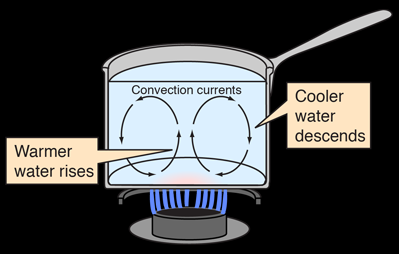 Convection currents
Cooler
water
descends
Warmer
water rises